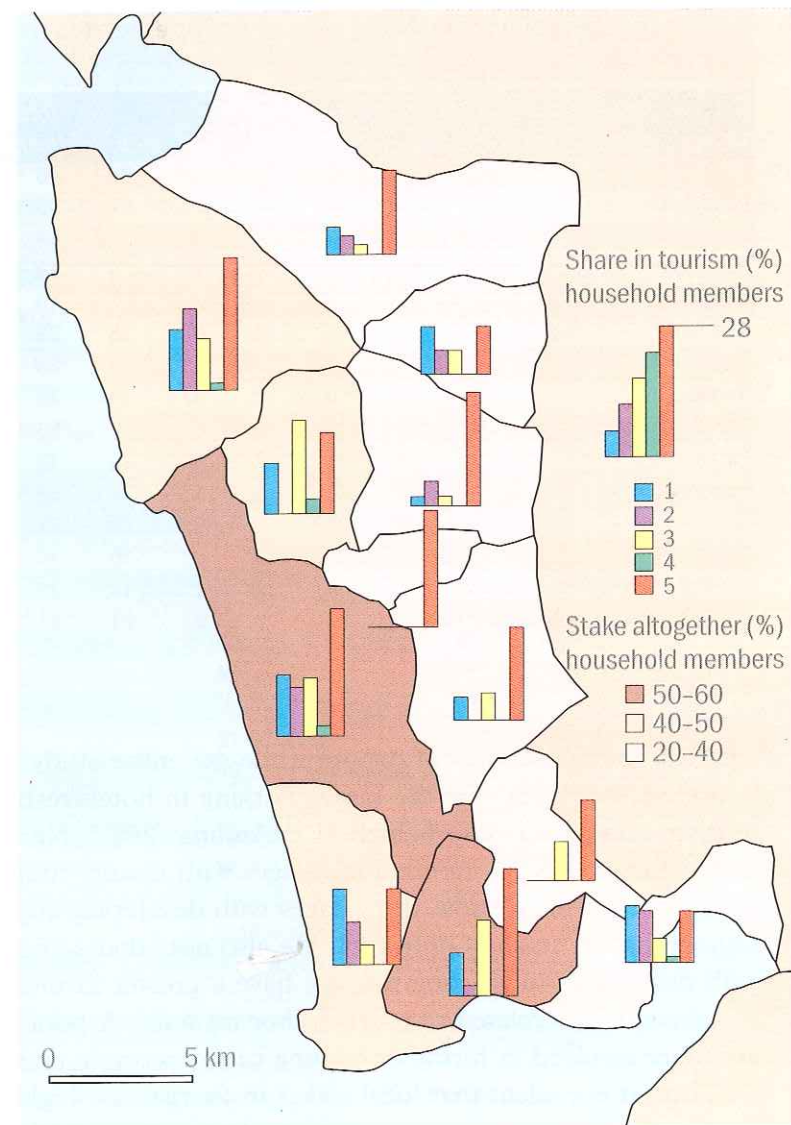 Share in tourism (%)
household members
28
1
2
3
4
5
Stake altogether (%)
household members
50–60
40–50
20–40
0
5 km